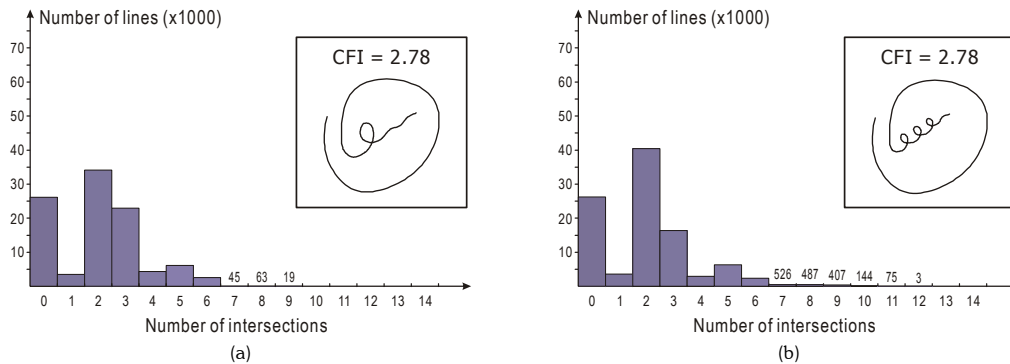 Number of lines (x1000)
70
60
50
40
30
20
10
CFI = 2.78
45 63 19
0 1 2 3 4 5 6 7 8 9 10 11 12 13 14
Number of intersections
(a)
Number of lines (x1000)
70
60
50
40
30
20
10
CFI = 2.78
526 487 407 144 75 3
0 1 2 3 4 5 6 7 8 9 10 11 12 13 14
Number of intersections
(b)